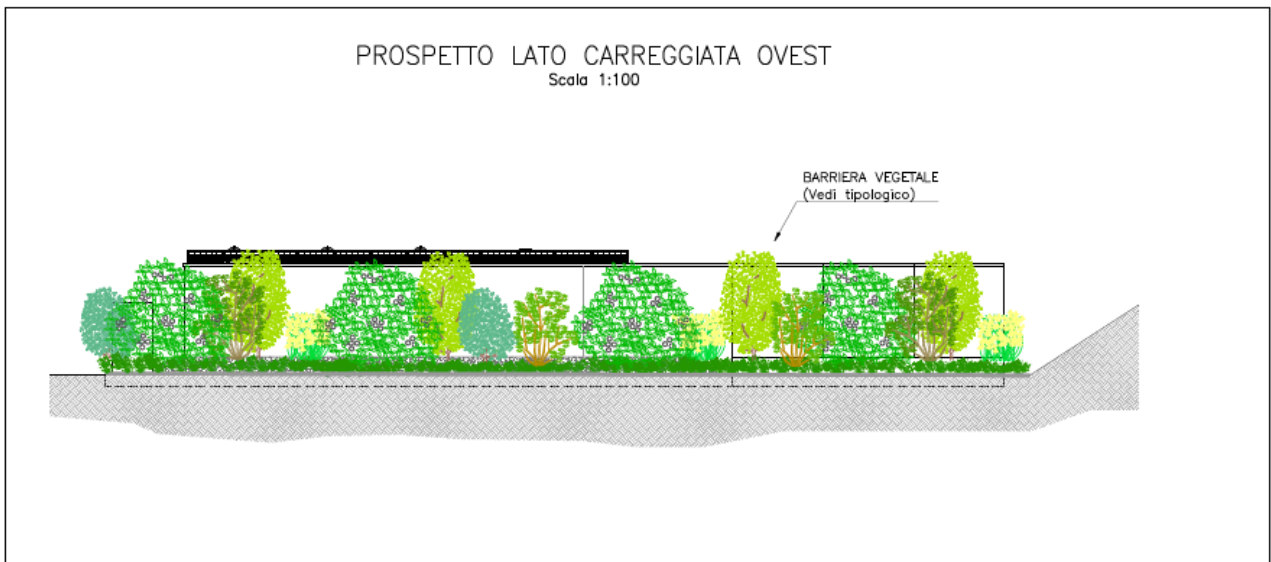 PROSPETTO LATO CARREGGIATA OVEST
Scala 1:100
BARRIERA VEGETALE
(Vedi tipologico)